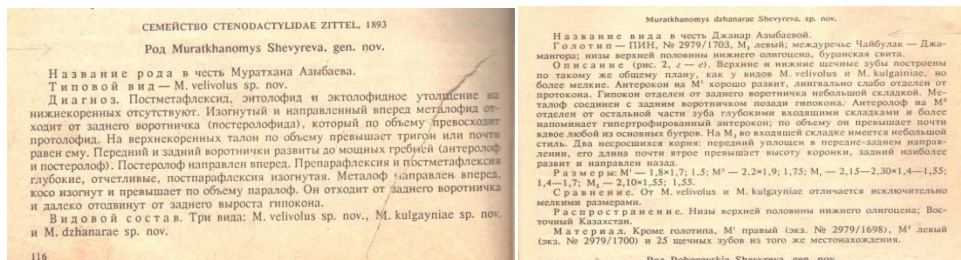 СЕМЕЙСТВО CTENODACTYLIDAE ZITTEL, 1893
Род Muratkhanomys Shevyreva, gen. nov.
Название рода в честь Муратхана Азыбаева.
Типовой вид — M. velivolus sp. nov.
Диагноз. Постметафлексид, энтолофид и эктолофидное утолщение на
нижнекоренных отсутствуют. Изогнутый и направленный вперед металофид от-
ходит от заднего воротничка (постеролофида), который по объему превосходит
протолофид. На верхнекоренных талон по объему превышает тригон или почти
равен ему. Передний и задний воротнички развиты до мощных гребней (антеролоф
и постеролоф). Постеролоф направлен вперед. Препарафлексия и постметафлексия
глубокие, отчетливые, постпарафлексия изогнутая. Металоф направлен вперед,
косо изогнут и превышает по объему паралоф. Он отходит от заднего воротничка
и далеко отодвинут от заднего выроста гипокона.
Видовой состав. Три вида: M. velivolus sp. nov., M. kulgayniae sp. nov.
и M. dzhanarae sp. nov.
116
Muratkhanomys dzhanarae Shevyreva, sp. nov.
Название вида в честь Джанар Азыбаевой.
Голотип — ПИН, № 2979/1703, M₁ левый; междуречье Чайбулак — Джа-
мангора; низы верхней половины нижнего олигоцена, буранская свита.
Описание (рис. 2, г — е). Верхние и нижние щечные зубы построены
по такому же общему плану, как у видов M. velivolus и M. kulgainiae, но
более мелкие. Антерокон на M³ хорошо развит, лингвально слабо отделен от
протокона. Гипокон отделен от заднего воротничка небольшой складкой. Ме-
талоф соединен с задним воротничком позади гипокона. Антеролоф на M³
отделен от остальной части зуба глубокими входящими складками и более
напоминает гипертрофированный антерокон; по объему он превышает почти
вдвое любой из основных бугров. На M₁ во входящей складке имеется небольшой
стиль. Два несросшихся корня: передний уплощен в передне-заднем направ-
лении, его длина почти втрое превышает высоту коронки, задний наиболее
развит и направлен назад.
Размеры: M¹ — 1,8×1,7; 1,5; M³ — 2,2×1,9; 1,75; M₁ — 2,15—2,30×1,4—1,55;
1,4—1,7; M₂ — 2,10×1,55; 1,55.
Сравнение. От M. velivolus и M. kulgayniae отличается исключительно
мелкими размерами.
Распространение. Низы верхней половины нижнего олигоцена; Вос-
точный Казахстан.
Материал. Кроме голотипа, M¹ правый (экз. № 2979/1698), M³ левый
(экз. № 2979/1700) и 25 щечных зубов из того же местонахождения.